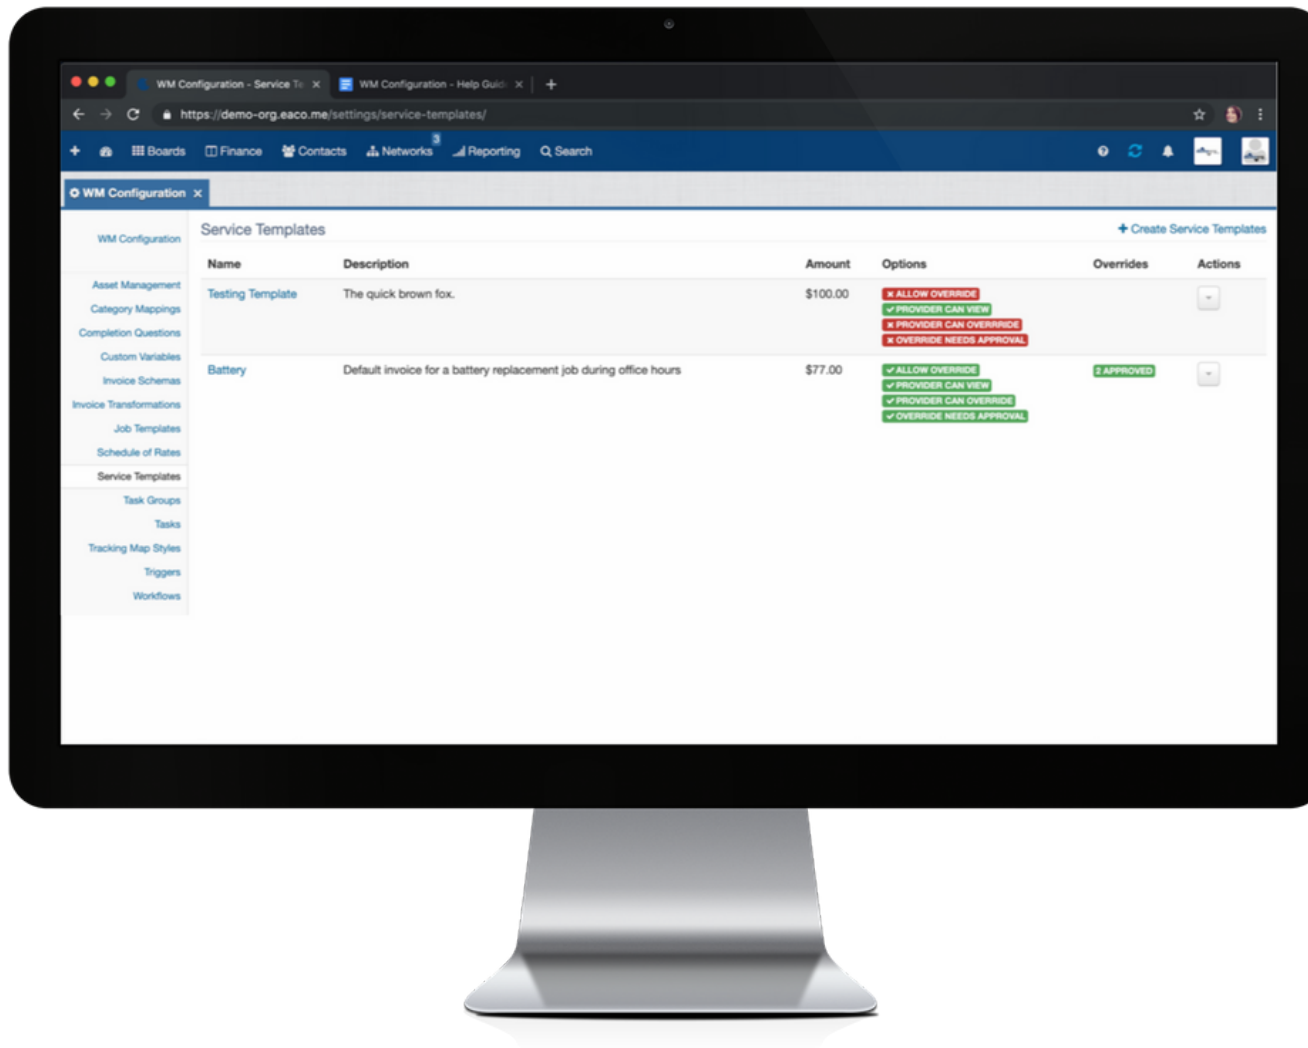 WM Configuration - Service Te
WM Configuration - Help Guid
https://demo-org.eaco.me/settings/service-templates/
Boards Finance Contacts Networks 3 Reporting Search
WM Configuration
WM Configuration
Asset Management
Category Mappings
Completion Questions
Custom Variables
Invoice Schemas
Invoice Transformations
Job Templates
Schedule of Rates
Service Templates
Task Groups
Tasks
Tracking Map Styles
Triggers
Workflows
Service Templates
+ Create Service Templates
Name Description Amount Options Overrides Actions
Testing Template The quick brown fox. $100.00
ALLOW OVERRIDE
PROVIDER CAN VIEW
PROVIDER CAN OVERRRIDE
OVERRIDE NEEDS APPROVAL
Battery Default invoice for a battery replacement job during office hours $77.00
ALLOW OVERRIDE
PROVIDER CAN VIEW
PROVIDER CAN OVERRIDE
OVERRIDE NEEDS APPROVAL
2 APPROVED